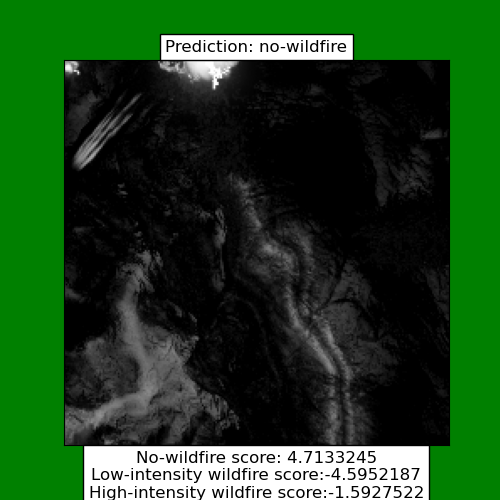 Prediction: no-wildfire
No-wildfire score: 4.7133245
Low-intensity wildfire score:-4.5952187
High-intensity wildfire score:-1.5927522